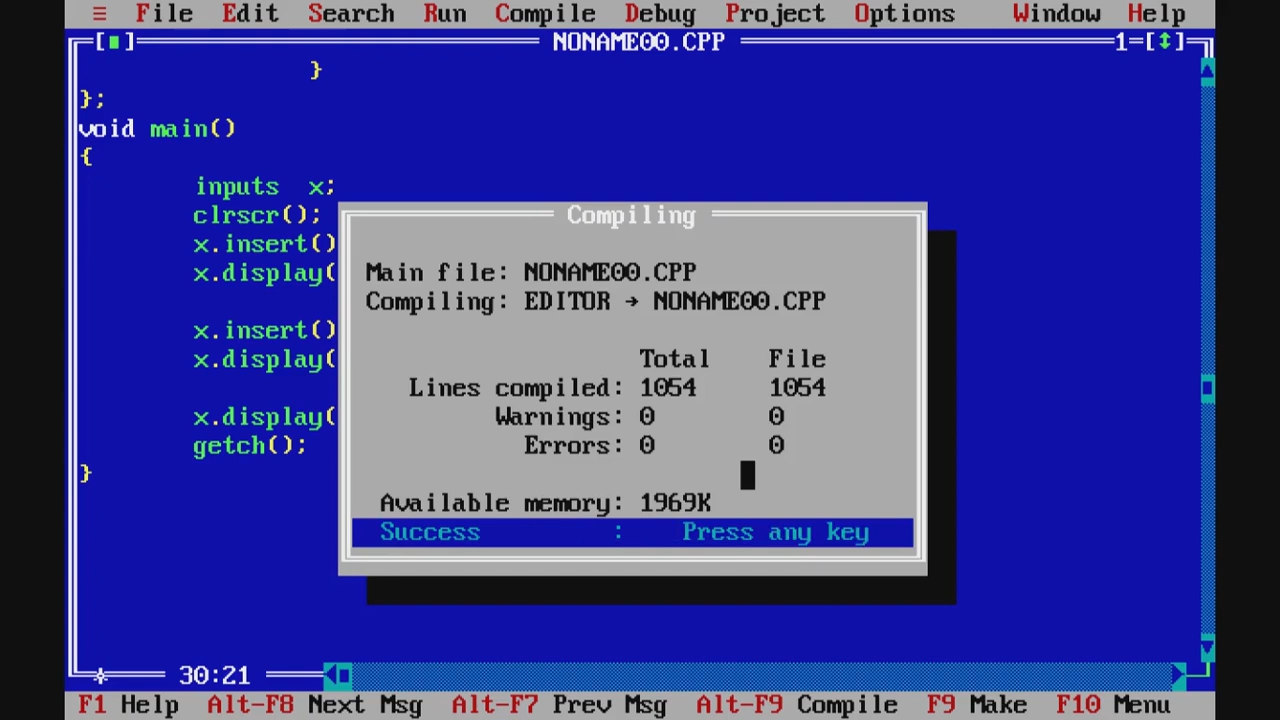 ≡ File Edit Search Run Compile Debug Project Options Window Help
[■] NONAME00.CPP 1=[↕]
}
};
void main()
{
inputs x;
clrscr();
Compiling
x.insert()
x.display(
Main file: NONAME00.CPP
Compiling: EDITOR → NONAME00.CPP
x.insert()
x.display(
Total File
Lines compiled: 1054 1054
x.display(
Warnings: 0 0
getch();
Errors: 0 0
}
Available memory: 1969K
Success : Press any key
30:21
F1 Help Alt-F8 Next Msg Alt-F7 Prev Msg Alt-F9 Compile F9 Make F10 Menu